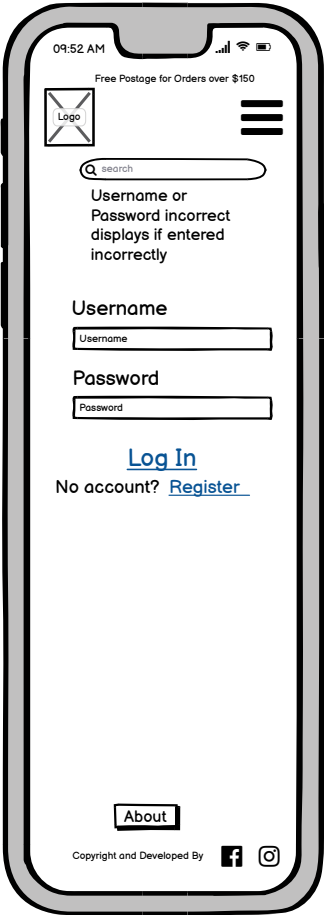 09:52 AM
Free Postage for Orders over $150
Logo
search
Username or
Password incorrect
displays if entered
incorrectly
Username
Username
Password
Password
Log In
No account? Register
About
Copyright and Developed By